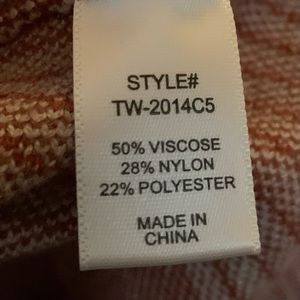 STYLE#
TW-2014C5
50% VISCOSE
28% NYLON
22% POLYESTER
MADE IN
CHINA